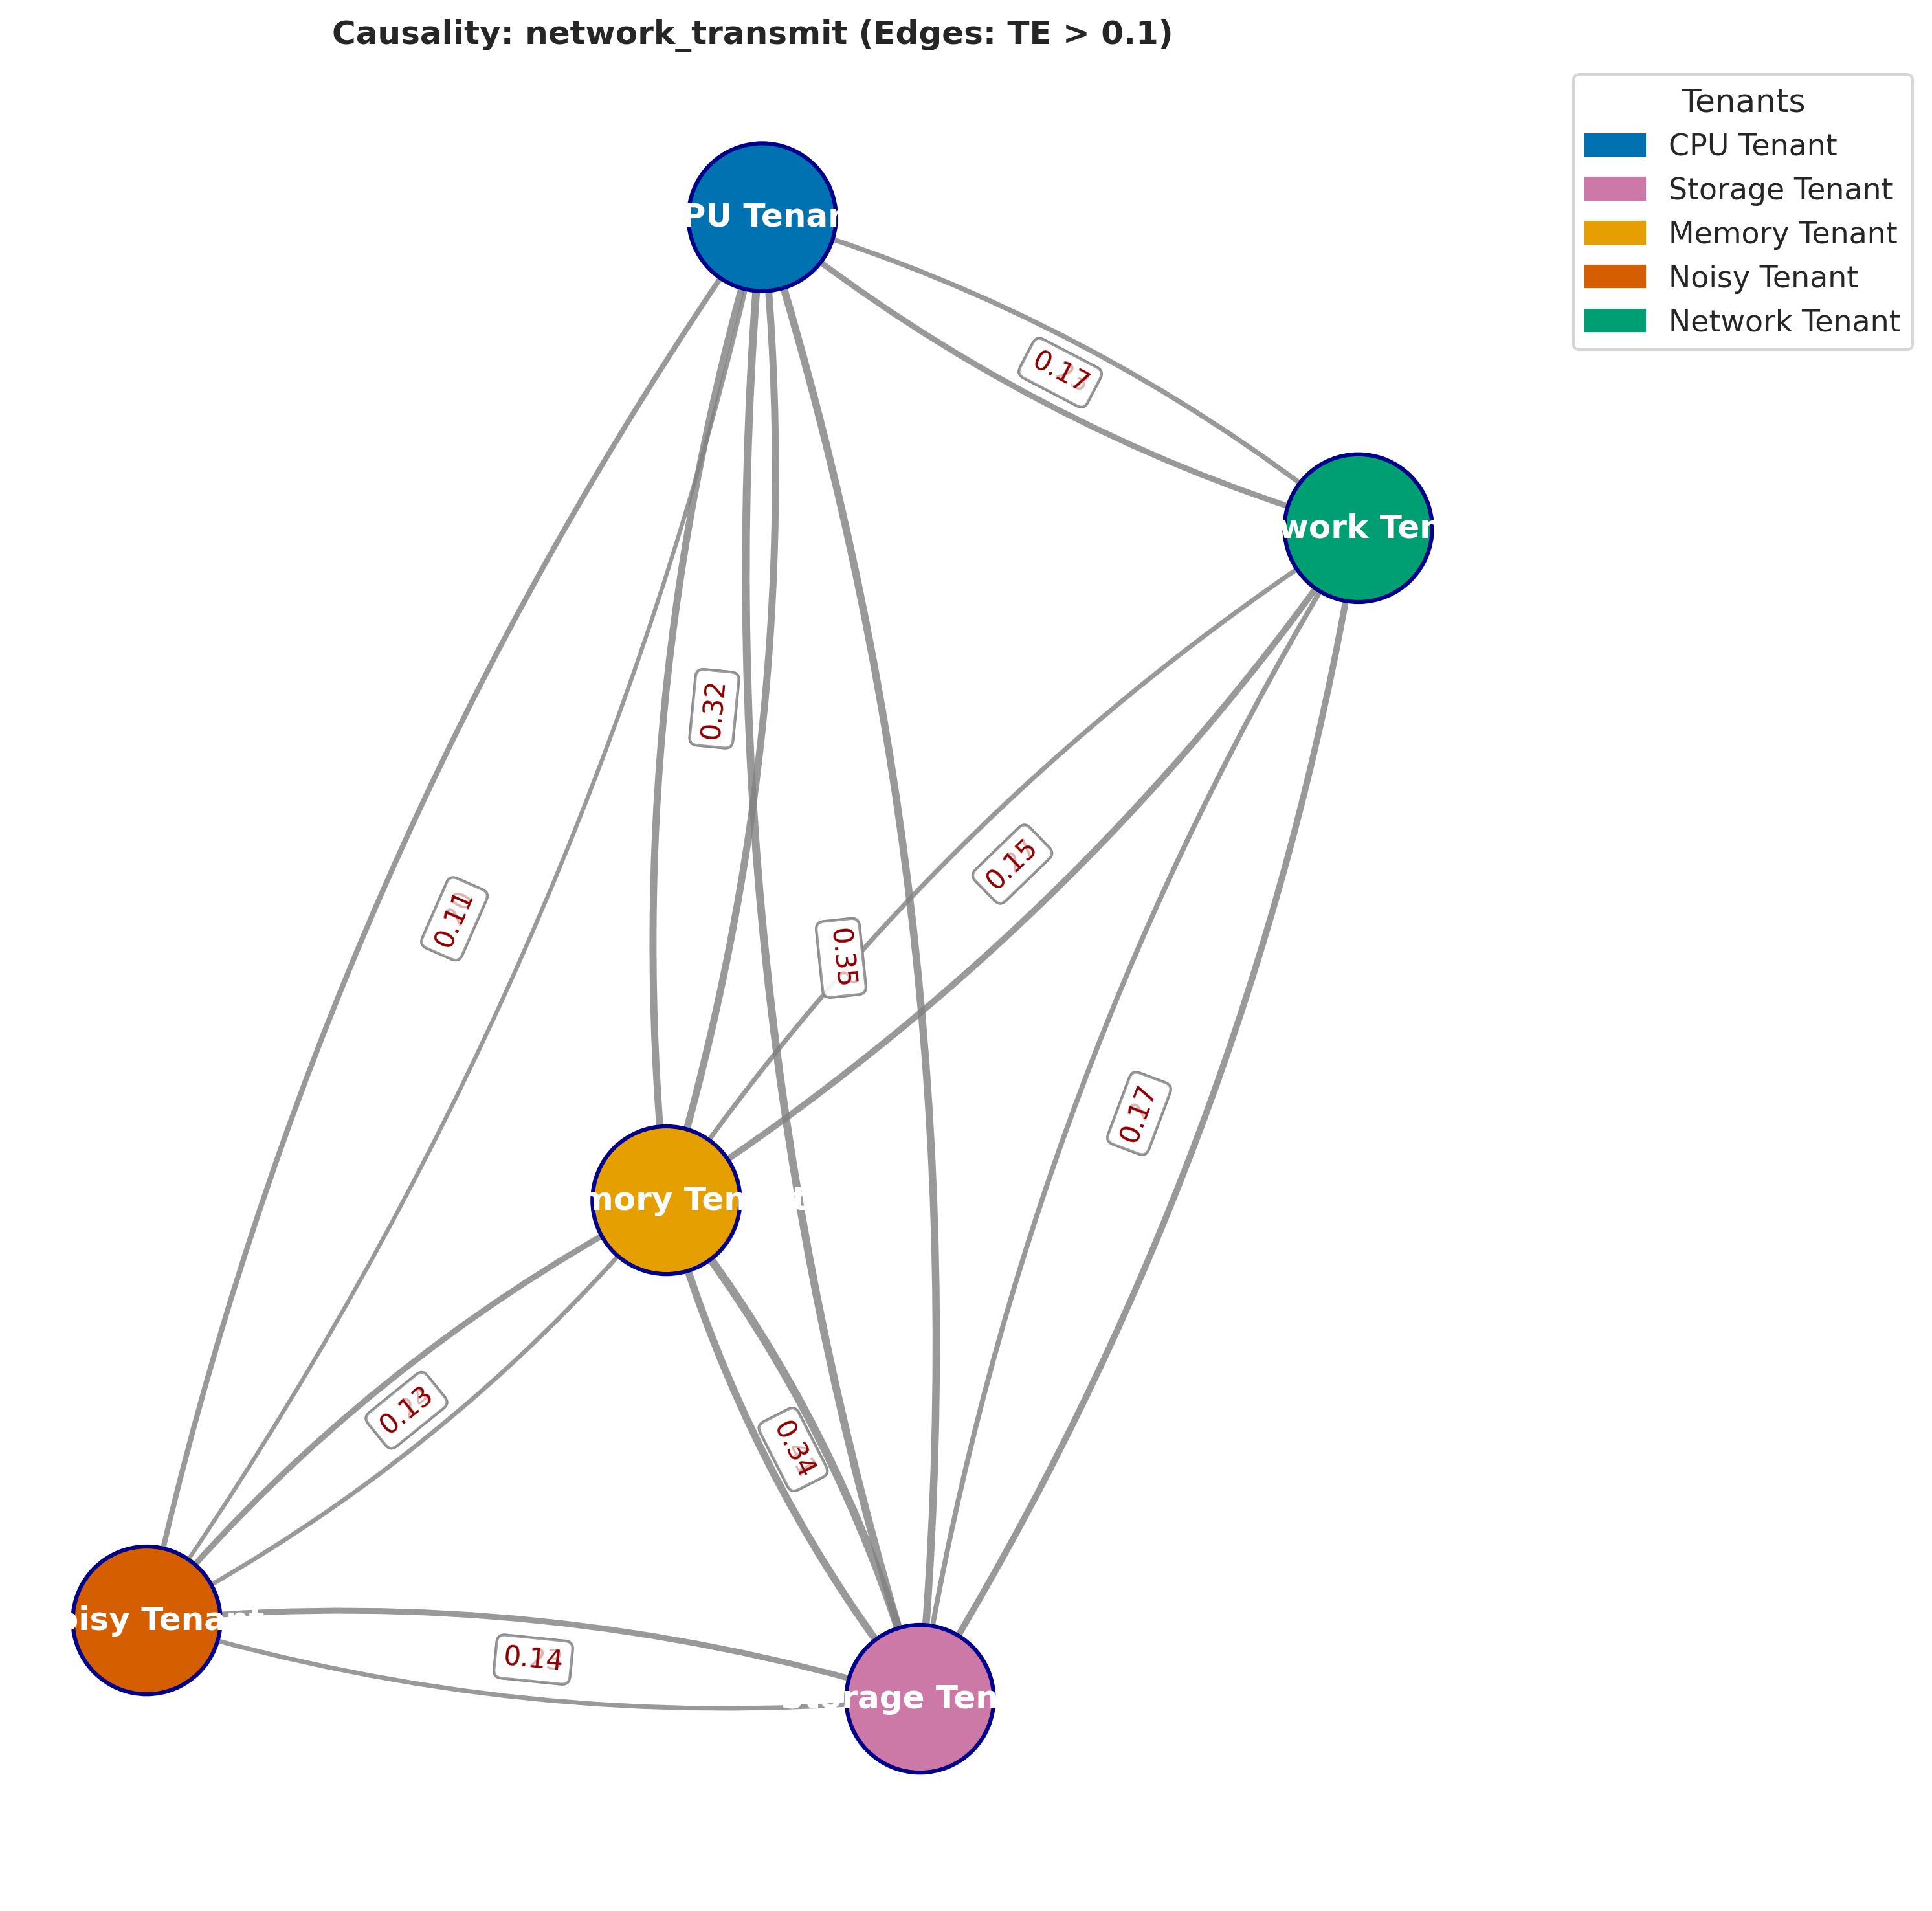 Causality: network_transmit (Edges: TE > 0.1)
Tenants
CPU Tenant
Storage Tenant
Memory Tenant
Noisy Tenant
Network Tenant
PU Tenan
0.17
work Ten
0.32
0.15
0.11
0.35
0.17
mory Tenant
0.13
0.34
oisy Tenant
0.14
Storage Ten